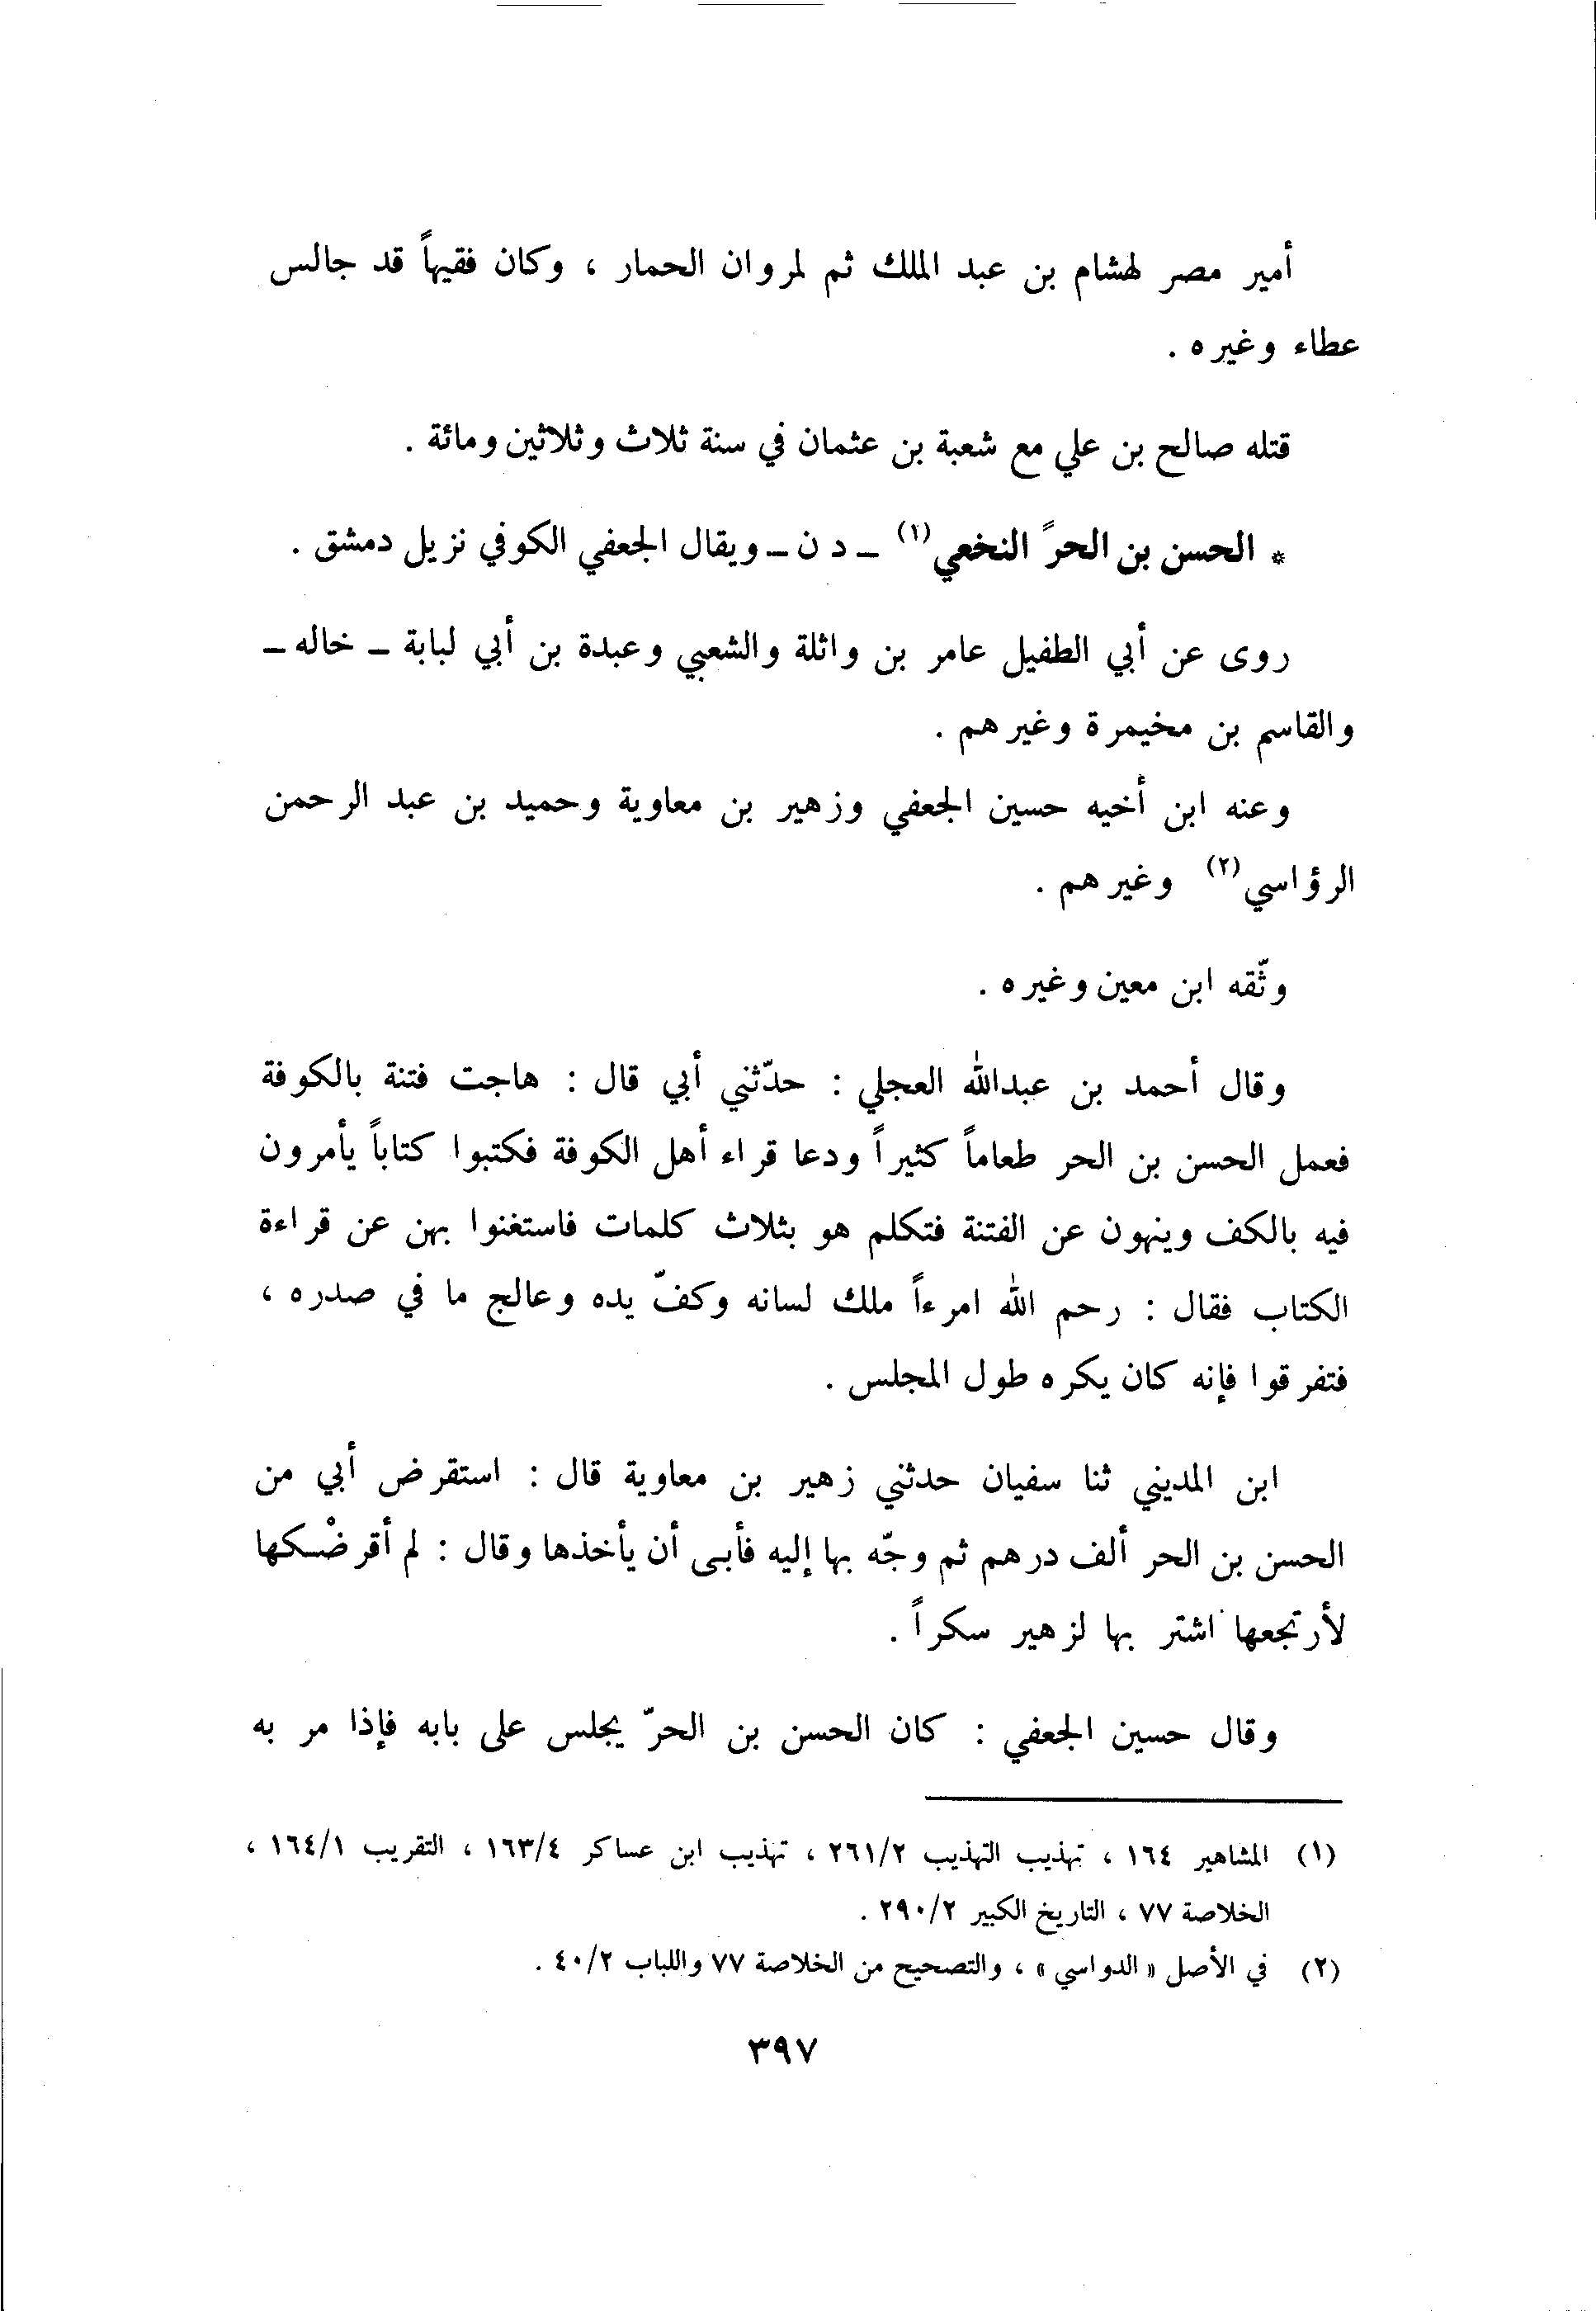 أمير مصر لهشام بن عبد الملك ثم لمروان الحمار ، وكان فقيهاً قد جالس
عطاء وغيره .
قتله صالح بن علي مع شعبة بن عثمان في سنة ثلاث وثلاثين ومائة .
* الحسن بن الحرّ النخعي (١) ــ د ن ــ ويقال الجعفي الكوفي نزيل دمشق .
روى عن أبي الطفيل عامر بن واثلة والشعبي وعبدة بن أبي لبابة ــ خاله ــ
والقاسم بن مخيمرة وغيرهم .
وعنه ابن أخيه حسين الجعفي وزهير بن معاوية وحميد بن عبد الرحمن
الرؤاسي (٢) وغيرهم .
وثّقه ابن معين وغيره .
وقال أحمد بن عبدالله العجلي : حدّثني أبي قال : هاجت فتنة بالكوفة
فعمل الحسن بن الحر طعاماً كثيراً ودعا قراء أهل الكوفة فكتبوا كتاباً يأمرون
فيه بالكف وينهون عن الفتنة فتكلم هو بثلاث كلمات فاستغنوا بهن عن قراءة
الكتاب فقال : رحم الله امرءاً ملك لسانه وكفّ يده وعالج ما في صدره ،
فتفرقوا فإنه كان يكره طول المجلس .
ابن المديني ثنا سفيان حدثني زهير بن معاوية قال : استقرض أبي من
الحسن بن الحر ألف درهم ثم وجّه بها إليه فأبى أن يأخذها وقال : لم أقرضْكها
لأرتجعها اشتر بها لزهير سكراً .
وقال حسين الجعفي : كان الحسن بن الحرّ يجلس على بابه فإذا مر به
(١) المشاهير ١٦٤ ، تهذيب التهذيب ٢٦١/٢ ، تهذيب ابن عساكر ١٦٣/٤ ، التقريب ١٦٤/١ ،
الخلاصة ٧٧ ، التاريخ الكبير ٢٩٠/٢ .
(٢) في الأصل « الدواسي » ، والتصحيح من الخلاصة ٧٧ واللباب ٤٠/٢ .
٣٩٧